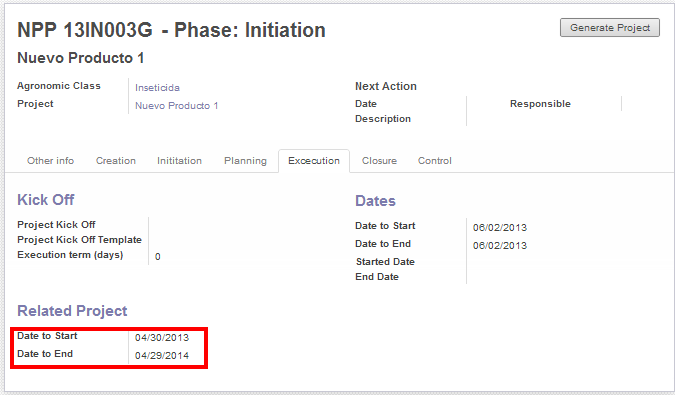 NPP 13IN003G - Phase: Initiation
Generate Project
Nuevo Producto 1
Agronomic Class Inseticida
Project Nuevo Producto 1
Next Action
Date Responsible
Description
Other info Creation Inititation Planning Excecution Closure Control
Kick Off
Project Kick Off
Project Kick Off Template
Execution term (days) 0
Dates
Date to Start 06/02/2013
Date to End 06/02/2013
Started Date
End Date
Related Project
Date to Start 04/30/2013
Date to End 04/29/2014